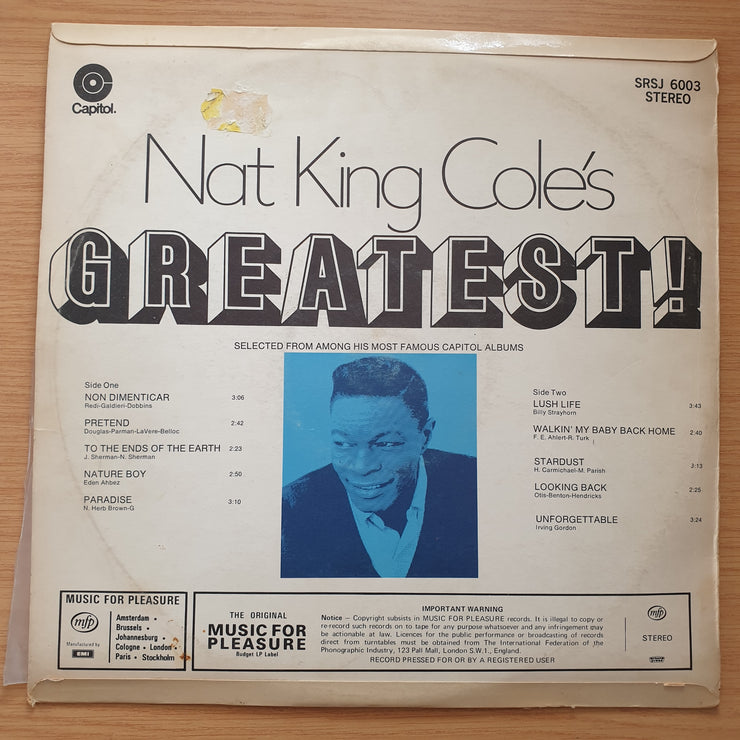 Capitol.
SRSJ 6003
STEREO
Nat King Cole's
GREATEST!
SELECTED FROM AMONG HIS MOST FAMOUS CAPITOL ALBUMS
Side One
NON DIMENTICAR 3:06
Redi-Galdieri-Dobbins
PRETEND 2:42
Douglas-Parman-LaVere-Belloc
TO THE ENDS OF THE EARTH 2:23
J. Sherman-N. Sherman
NATURE BOY 2:50
Eden Ahbez
PARADISE 3:10
N. Herb Brown-G
Side Two
LUSH LIFE 3:43
Billy Strayhorn
WALKIN' MY BABY BACK HOME 2:40
F. E. Ahlert-R. Turk
STARDUST 3:13
H. Carmichael-M. Parish
LOOKING BACK 2:25
Otis-Benton-Hendricks
UNFORGETTABLE 3:24
Irving Gordon
MUSIC FOR PLEASURE
mfp
Manufactured by
EMI
Amsterdam •
Brussels •
Johannesburg •
Cologne • London •
Paris • Stockholm
THE ORIGINAL
MUSIC FOR
PLEASURE
Budget LP Label
IMPORTANT WARNING
Notice – Copyright subsists in MUSIC FOR PLEASURE records. It is illegal to copy or
re-record such records on to tape for any purpose whatsoever and any infringement may
be actionable at law. Licences for the public performance or broadcasting of records
direct from turntables must be obtained from The International Federation of the
Phonographic Industry, 123 Pall Mall, London S.W.1., England.
RECORD PRESSED FOR OR BY A REGISTERED USER
mfp
STEREO